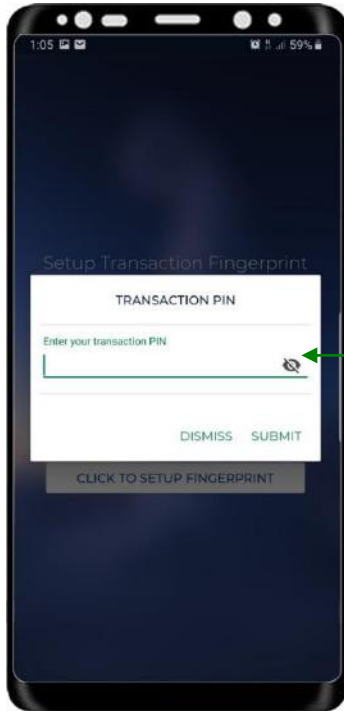 1:05 59%
Setup Transaction Fingerprint
TRANSACTION PIN
Enter your transaction PIN
DISMISS SUBMIT
CLICK TO SETUP FINGERPRINT